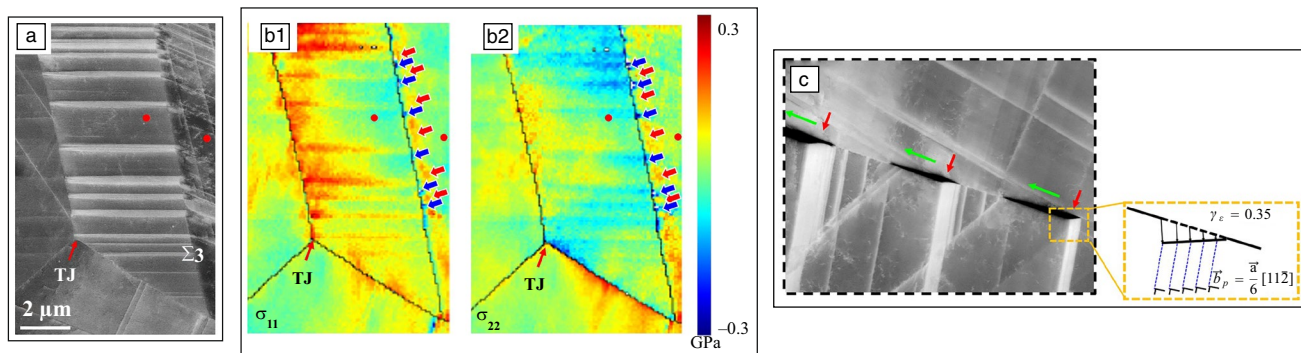 a
TJ
Σ3
2 μm
b1
TJ
σ11
b2
TJ
σ22
0.3
–0.3
GPa
c
γε = 0.35
b⃗p = a⃗/6 [112̄]